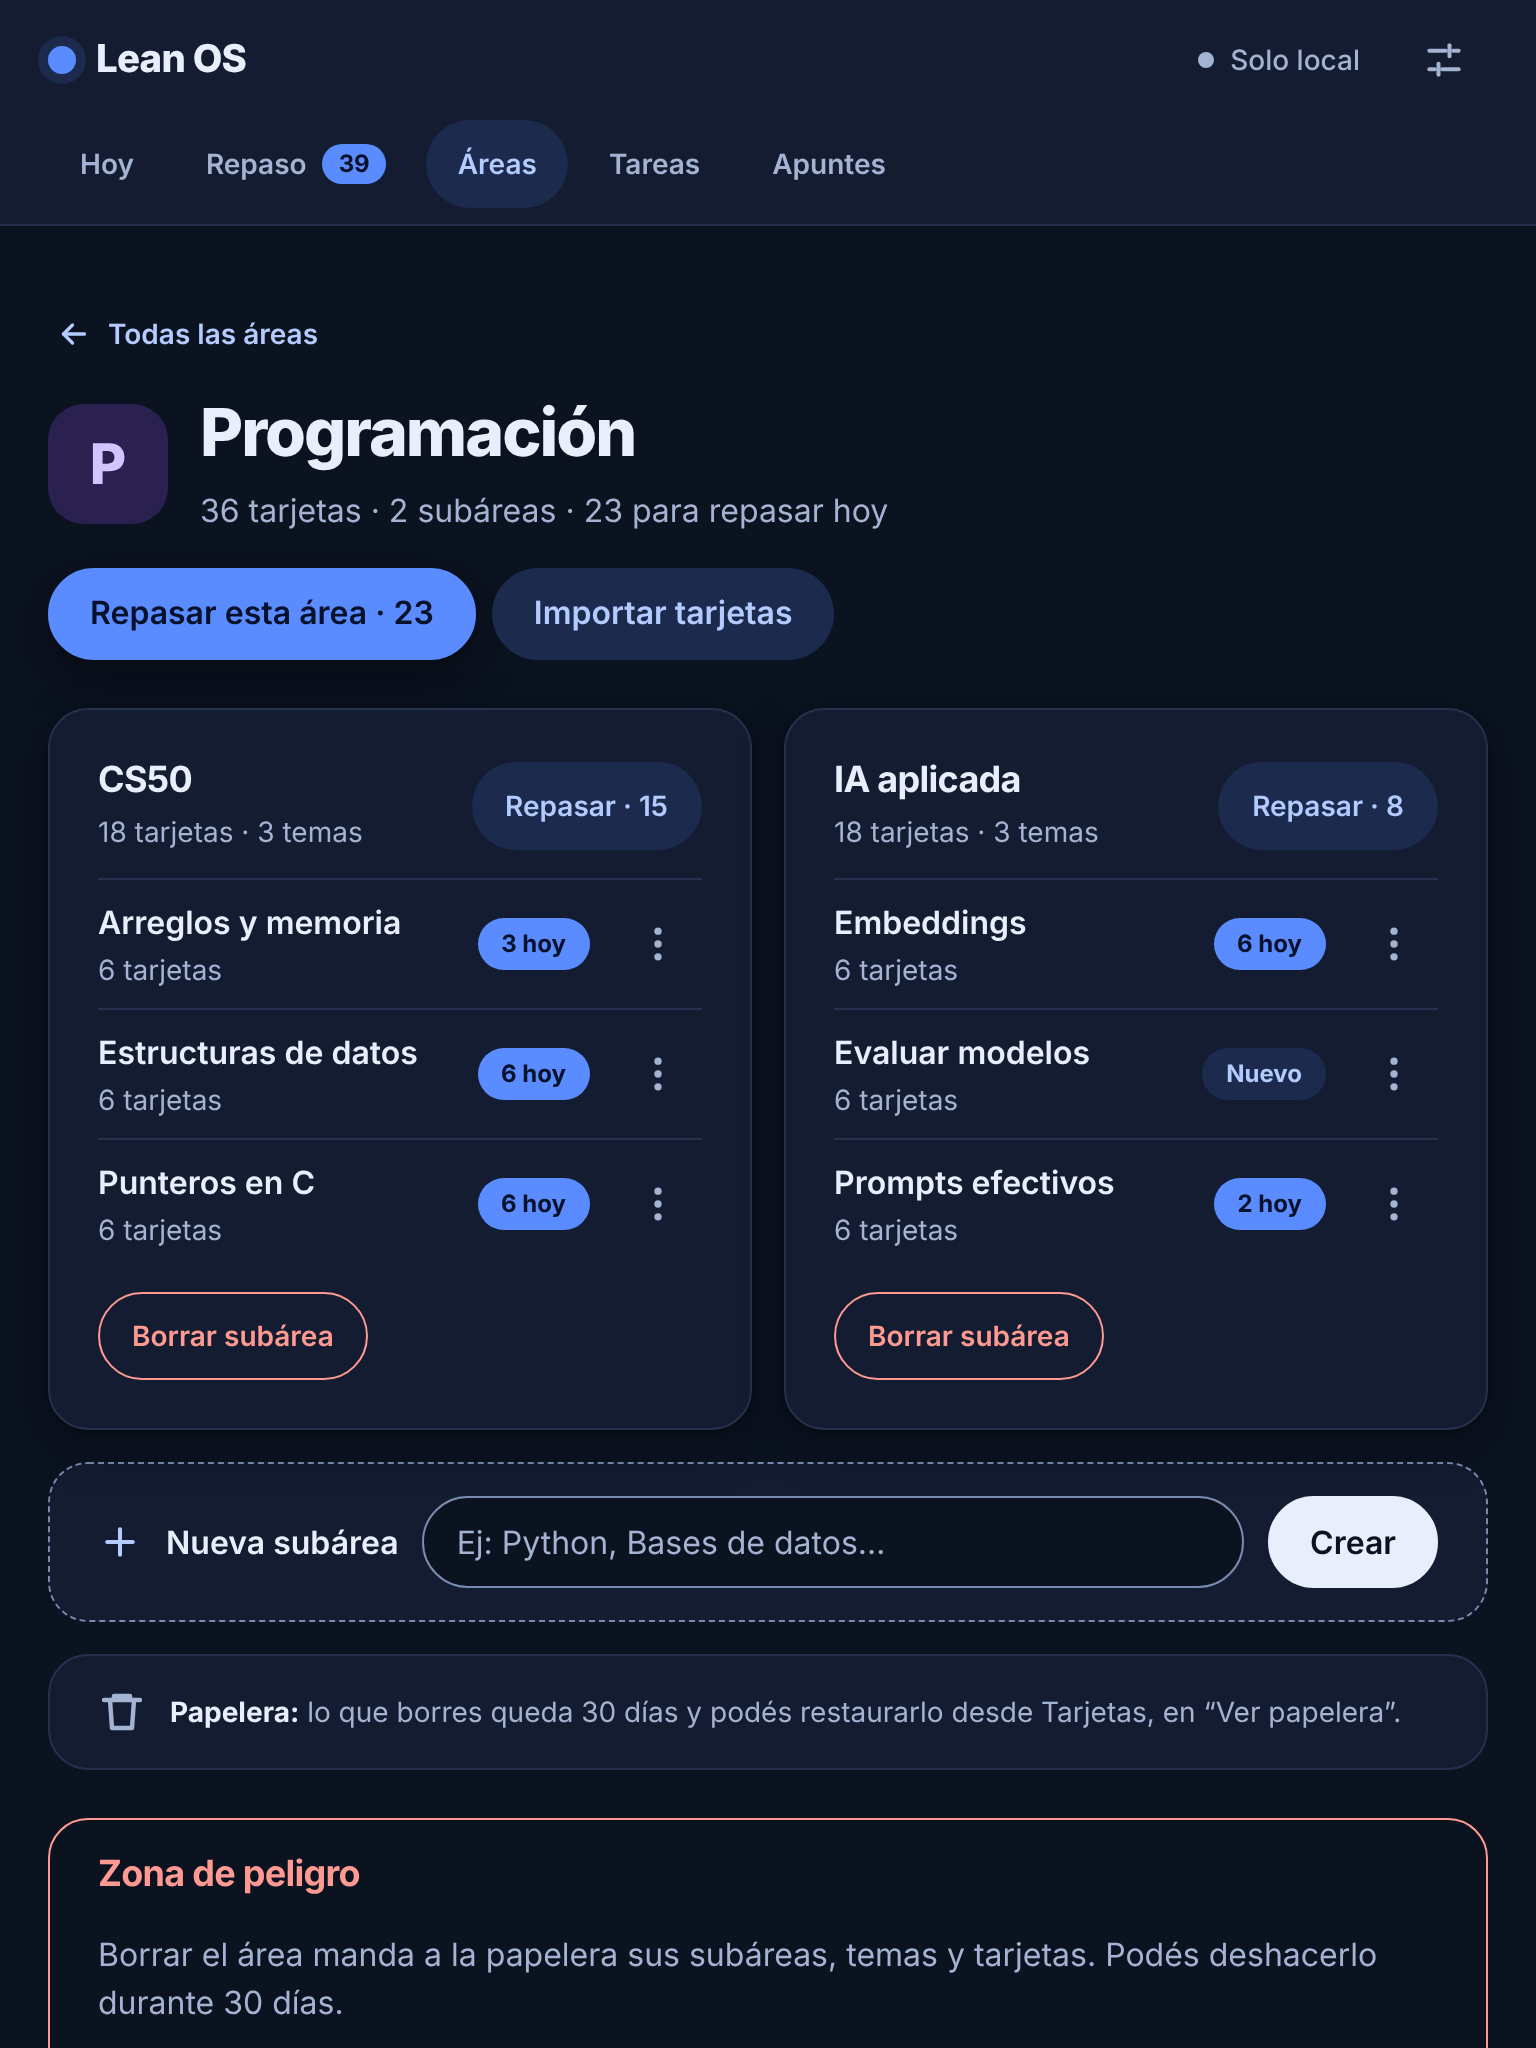 Lean OS
Solo local
Hoy
Repaso 39
Áreas
Tareas
Apuntes
← Todas las áreas
P
Programación
36 tarjetas · 2 subáreas · 23 para repasar hoy
Repasar esta área · 23
Importar tarjetas
CS50
18 tarjetas · 3 temas
Repasar · 15
Arreglos y memoria
6 tarjetas
3 hoy
Estructuras de datos
6 tarjetas
6 hoy
Punteros en C
6 tarjetas
6 hoy
Borrar subárea
IA aplicada
18 tarjetas · 3 temas
Repasar · 8
Embeddings
6 tarjetas
6 hoy
Evaluar modelos
6 tarjetas
Nuevo
Prompts efectivos
6 tarjetas
2 hoy
Borrar subárea
+ Nueva subárea
Ej: Python, Bases de datos...
Crear
Papelera: lo que borres queda 30 días y podés restaurarlo desde Tarjetas, en “Ver papelera”.
Zona de peligro
Borrar el área manda a la papelera sus subáreas, temas y tarjetas. Podés deshacerlo
durante 30 días.